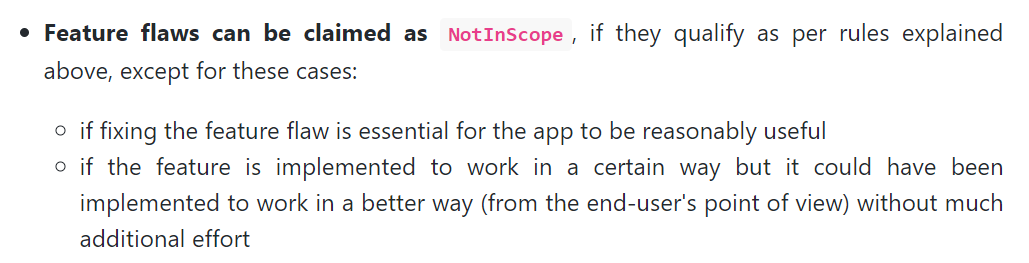 Feature flaws can be claimed as NotInScope, if they qualify as per rules explained
above, except for these cases:
if fixing the feature flaw is essential for the app to be reasonably useful
if the feature is implemented to work in a certain way but it could have been
implemented to work in a better way (from the end-user's point of view) without much
additional effort